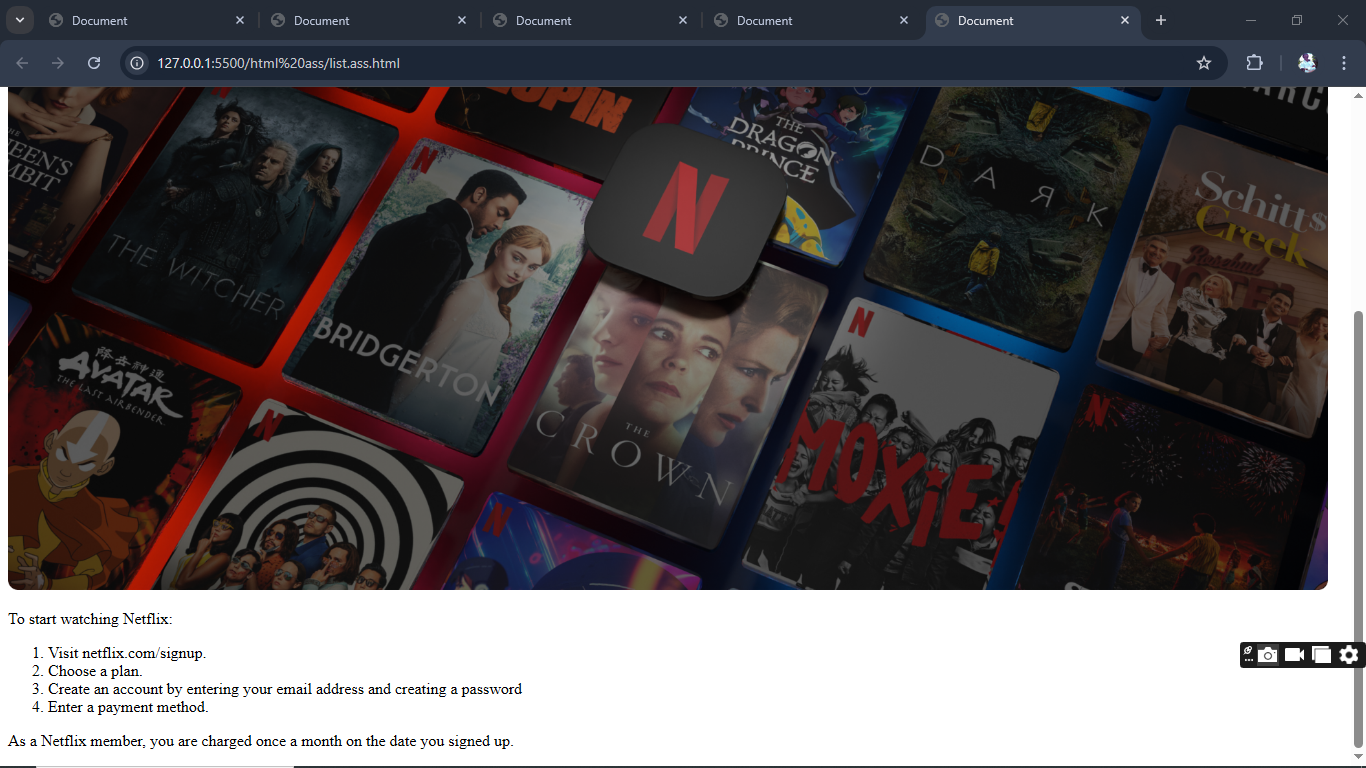 Document
Document
Document
Document
Document
127.0.0.1:5500/html%20ass/list.ass.html
LUPIN
THE
DRAGON
PRINCE
DARK
Schitt$
Creek
Rosebud
THE WITCHER
N
BRIDGERTON
THE
CROWN
MOXiE!
AVATAR
THE LAST AIRBENDER
To start watching Netflix:
1. Visit netflix.com/signup.
2. Choose a plan.
3. Create an account by entering your email address and creating a password
4. Enter a payment method.
As a Netflix member, you are charged once a month on the date you signed up.